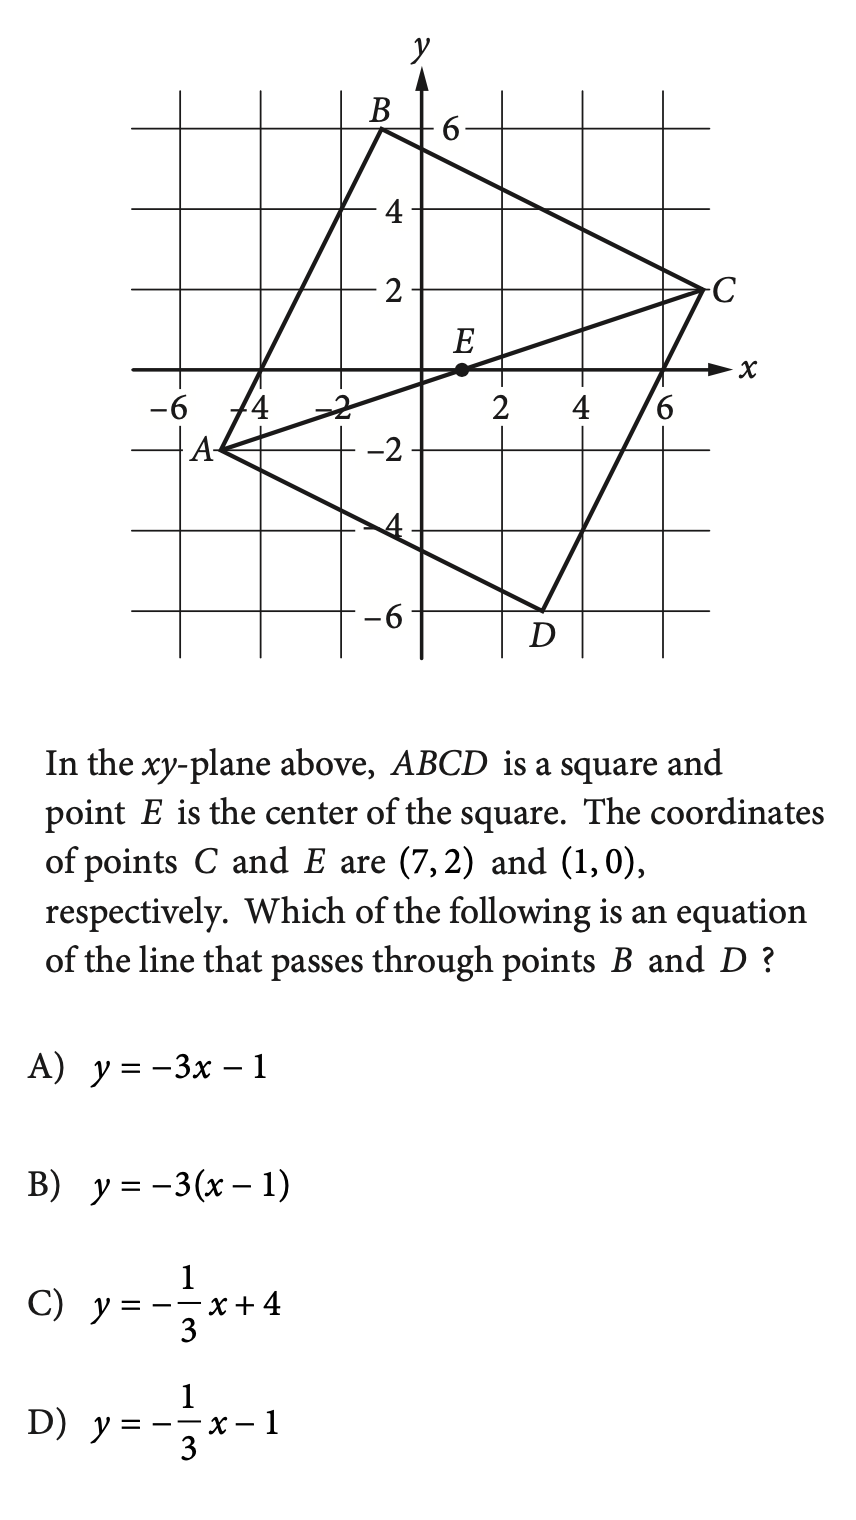 y
B
6
4
2
C
E
x
−6
−4
−2
2
4
6
A
−2
−4
−6
D
In the xy-plane above, ABCD is a square and
point E is the center of the square. The coordinates
of points C and E are (7, 2) and (1, 0),
respectively. Which of the following is an equation
of the line that passes through points B and D ?
A) y = −3x − 1
B) y = −3(x − 1)
C) y = −1/3 x + 4
D) y = −1/3 x − 1